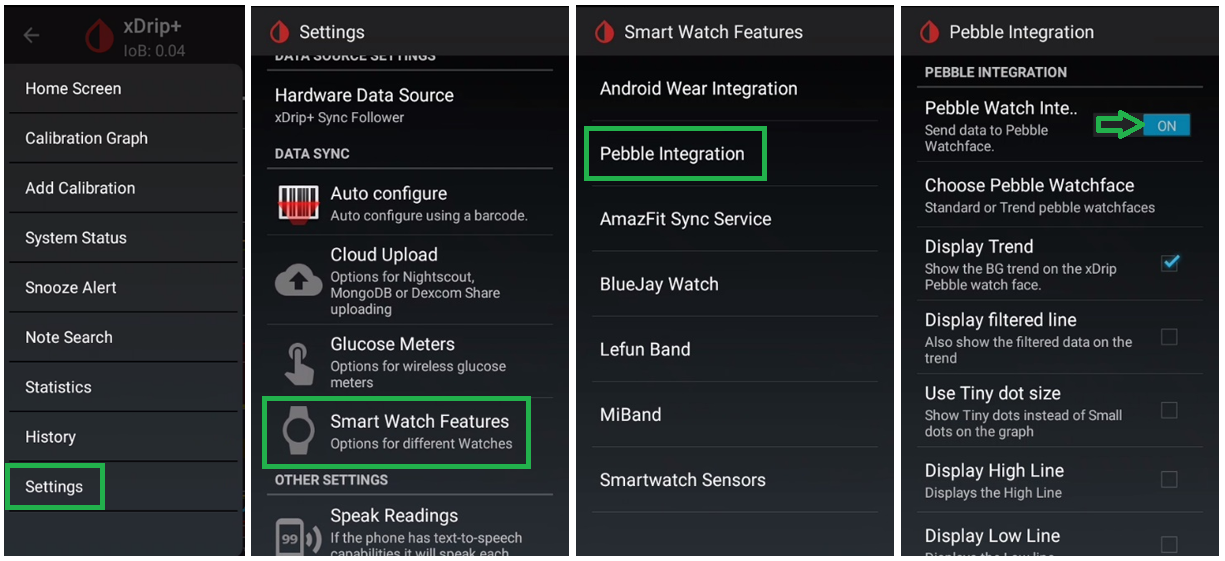 xDrip+
IoB: 0.04
Home Screen
Calibration Graph
Add Calibration
System Status
Snooze Alert
Note Search
Statistics
History
Settings
Settings
DATA SOURCE SETTINGS
Hardware Data Source
xDrip+ Sync Follower
DATA SYNC
Auto configure
Auto configure using a barcode.
Cloud Upload
Options for Nightscout,
MongoDB or Dexcom Share
uploading
Glucose Meters
Options for wireless glucose
meters
Smart Watch Features
Options for different Watches
OTHER SETTINGS
99
Speak Readings
If the phone has text-to-speech
capabilities it will speak each
Smart Watch Features
Android Wear Integration
Pebble Integration
AmazFit Sync Service
BlueJay Watch
Lefun Band
MiBand
Smartwatch Sensors
Pebble Integration
PEBBLE INTEGRATION
Pebble Watch Inte..
Send data to Pebble
Watchface.
ON
Choose Pebble Watchface
Standard or Trend pebble watchfaces
Display Trend
Show the BG trend on the xDrip
Pebble watch face.
Display filtered line
Also show the filtered data on the
trend
Use Tiny dot size
Show Tiny dots instead of Small
dots on the graph
Display High Line
Displays the High Line
Display Low Line
Displays the Low line